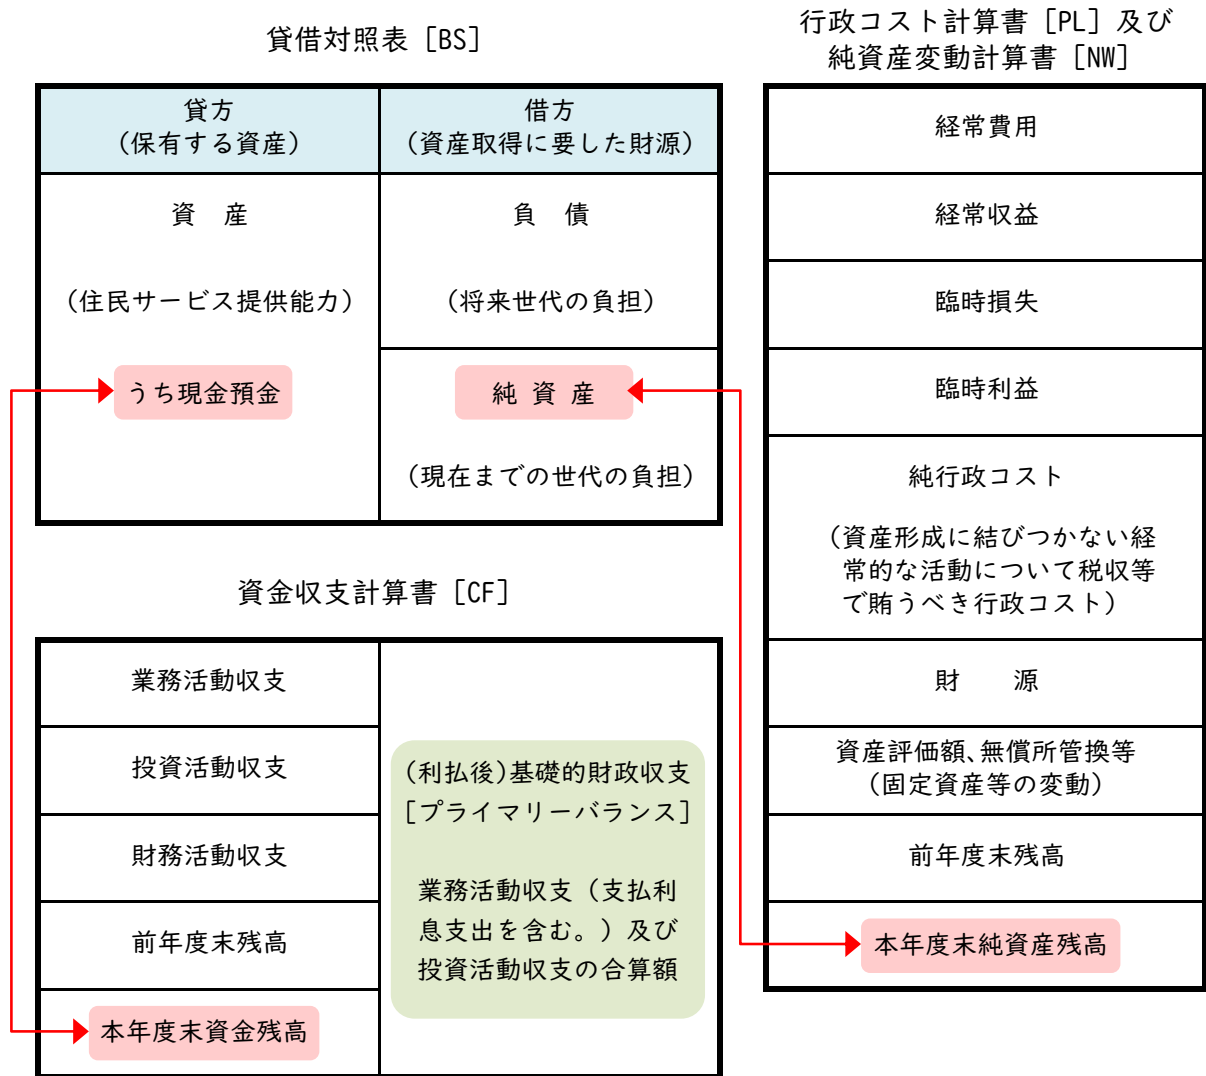 貸借対照表［BS］
貸方
（保有する資産）
借方
（資産取得に要した財源）
資　産
（住民サービス提供能力）
うち現金預金
負　債
（将来世代の負担）
純 資 産
（現在までの世代の負担）
資金収支計算書［CF］
業務活動収支
投資活動収支
財務活動収支
前年度末残高
本年度末資金残高
(利払後)基礎的財政収支
［プライマリーバランス］
業務活動収支（支払利
息支出を含む。）及び
投資活動収支の合算額
行政コスト計算書［PL］及び
純資産変動計算書［NW］
経常費用
経常収益
臨時損失
臨時利益
純行政コスト
（資産形成に結びつかない経
常的な活動について税収等
で賄うべき行政コスト）
財　　源
資産評価額、無償所管換等
（固定資産等の変動）
前年度末残高
本年度末純資産残高